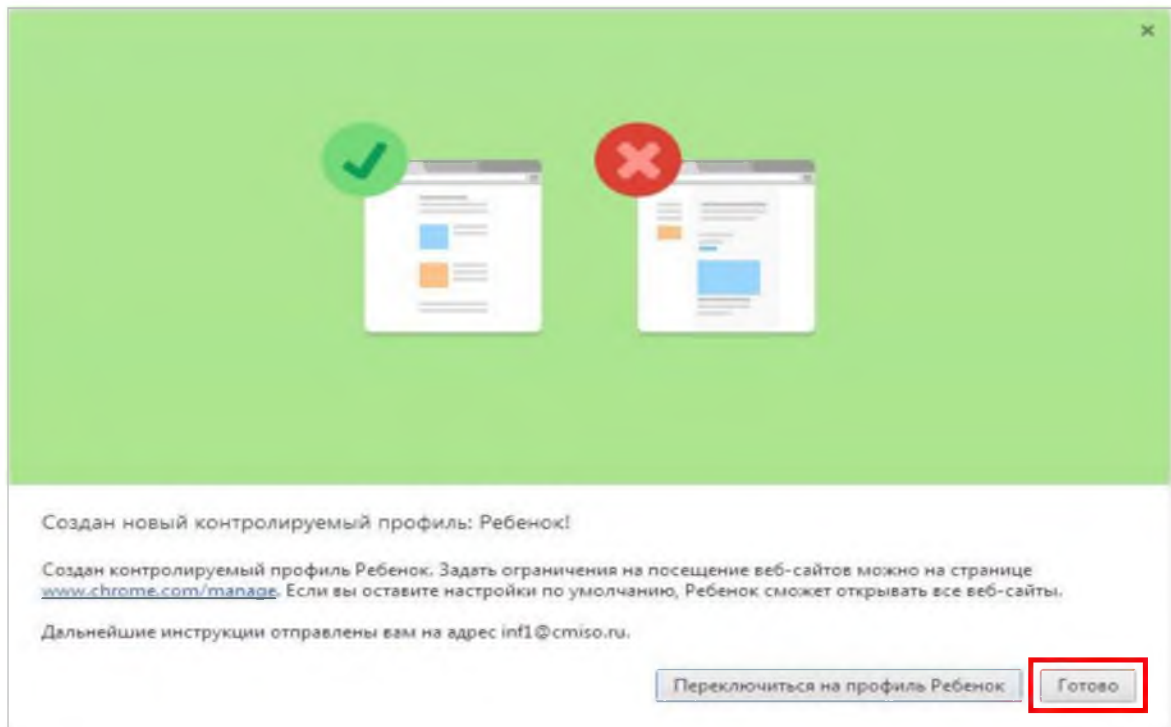 Создан новый контролируемый профиль: Ребенок!
Создан контролируемый профиль Ребенок. Задать ограничения на посещение веб-сайтов можно на странице
www.chrome.com/manage. Если вы оставите настройки по умолчанию, Ребенок сможет открывать все веб-сайты.
Дальнейшие инструкции отправлены вам на адрес inf1@cmiso.ru.
Переключиться на профиль Ребенок Готово